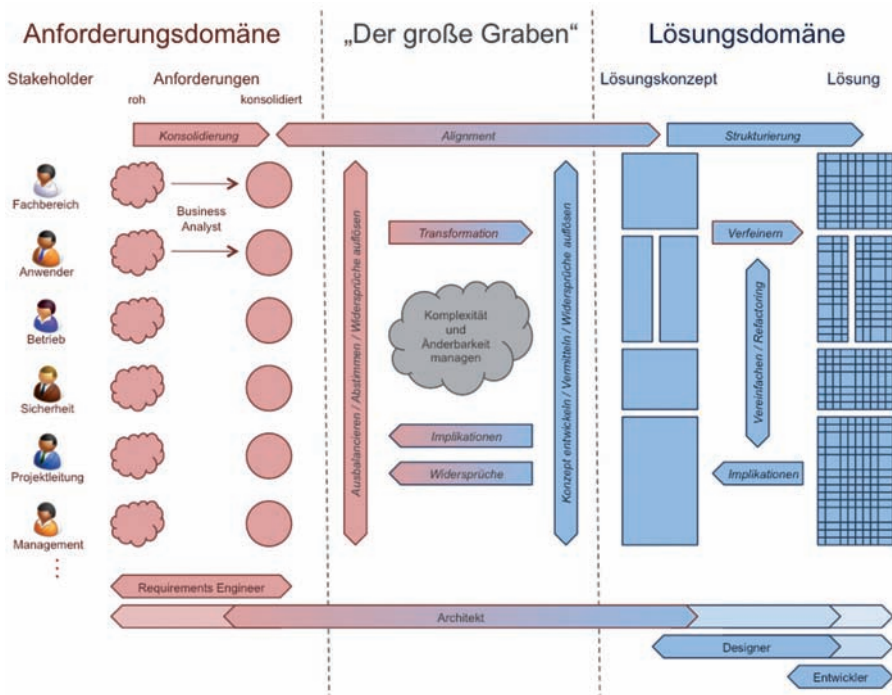 Anforderungsdomäne
„Der große Graben“
Lösungsdomäne
Stakeholder
Anforderungen
Lösungskonzept
Lösung
roh
konsolidiert
Konsolidierung
Alignment
Strukturierung
Fachbereich
Business
Analyst
Anwender
Betrieb
Sicherheit
Projektleitung
Management
Ausbalancieren / Abstimmen / Widersprüche auflösen
Transformation
Komplexität
und
Änderbarkeit
managen
Implikationen
Widersprüche
Konzept entwickeln / Vermitteln / Widersprüche auflösen
Verfeinern
Vereinfachen / Refactoring
Implikationen
Requirements Engineer
Architekt
Designer
Entwickler